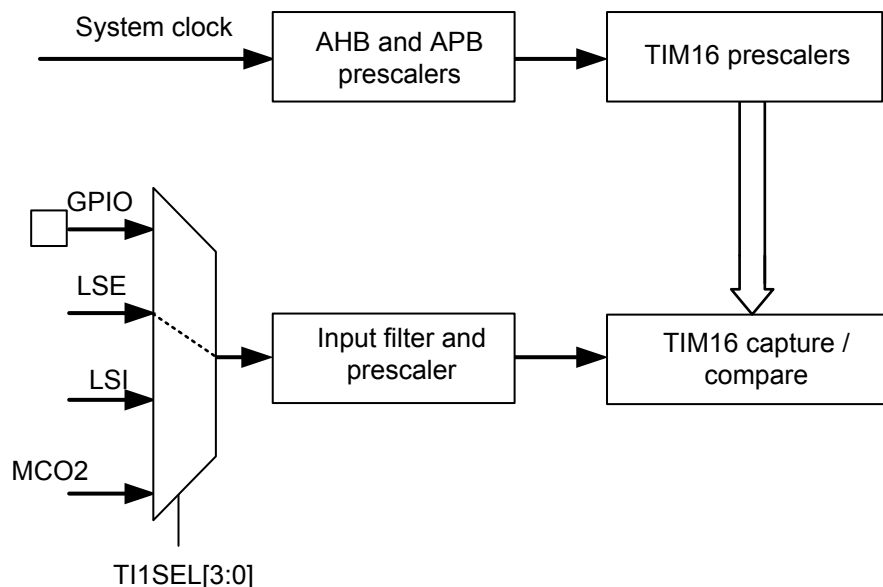 System clock
AHB and APB
prescalers
TIM16 prescalers
GPIO
LSE
LSI
MCO2
Input filter and
prescaler
TIM16 capture /
compare
TI1SEL[3:0]